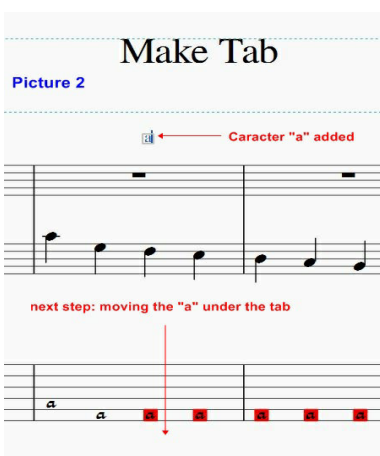 Make Tab
Picture 2
a
Caracter "a" added
next step: moving the "a" under the tab
a a a a a a a